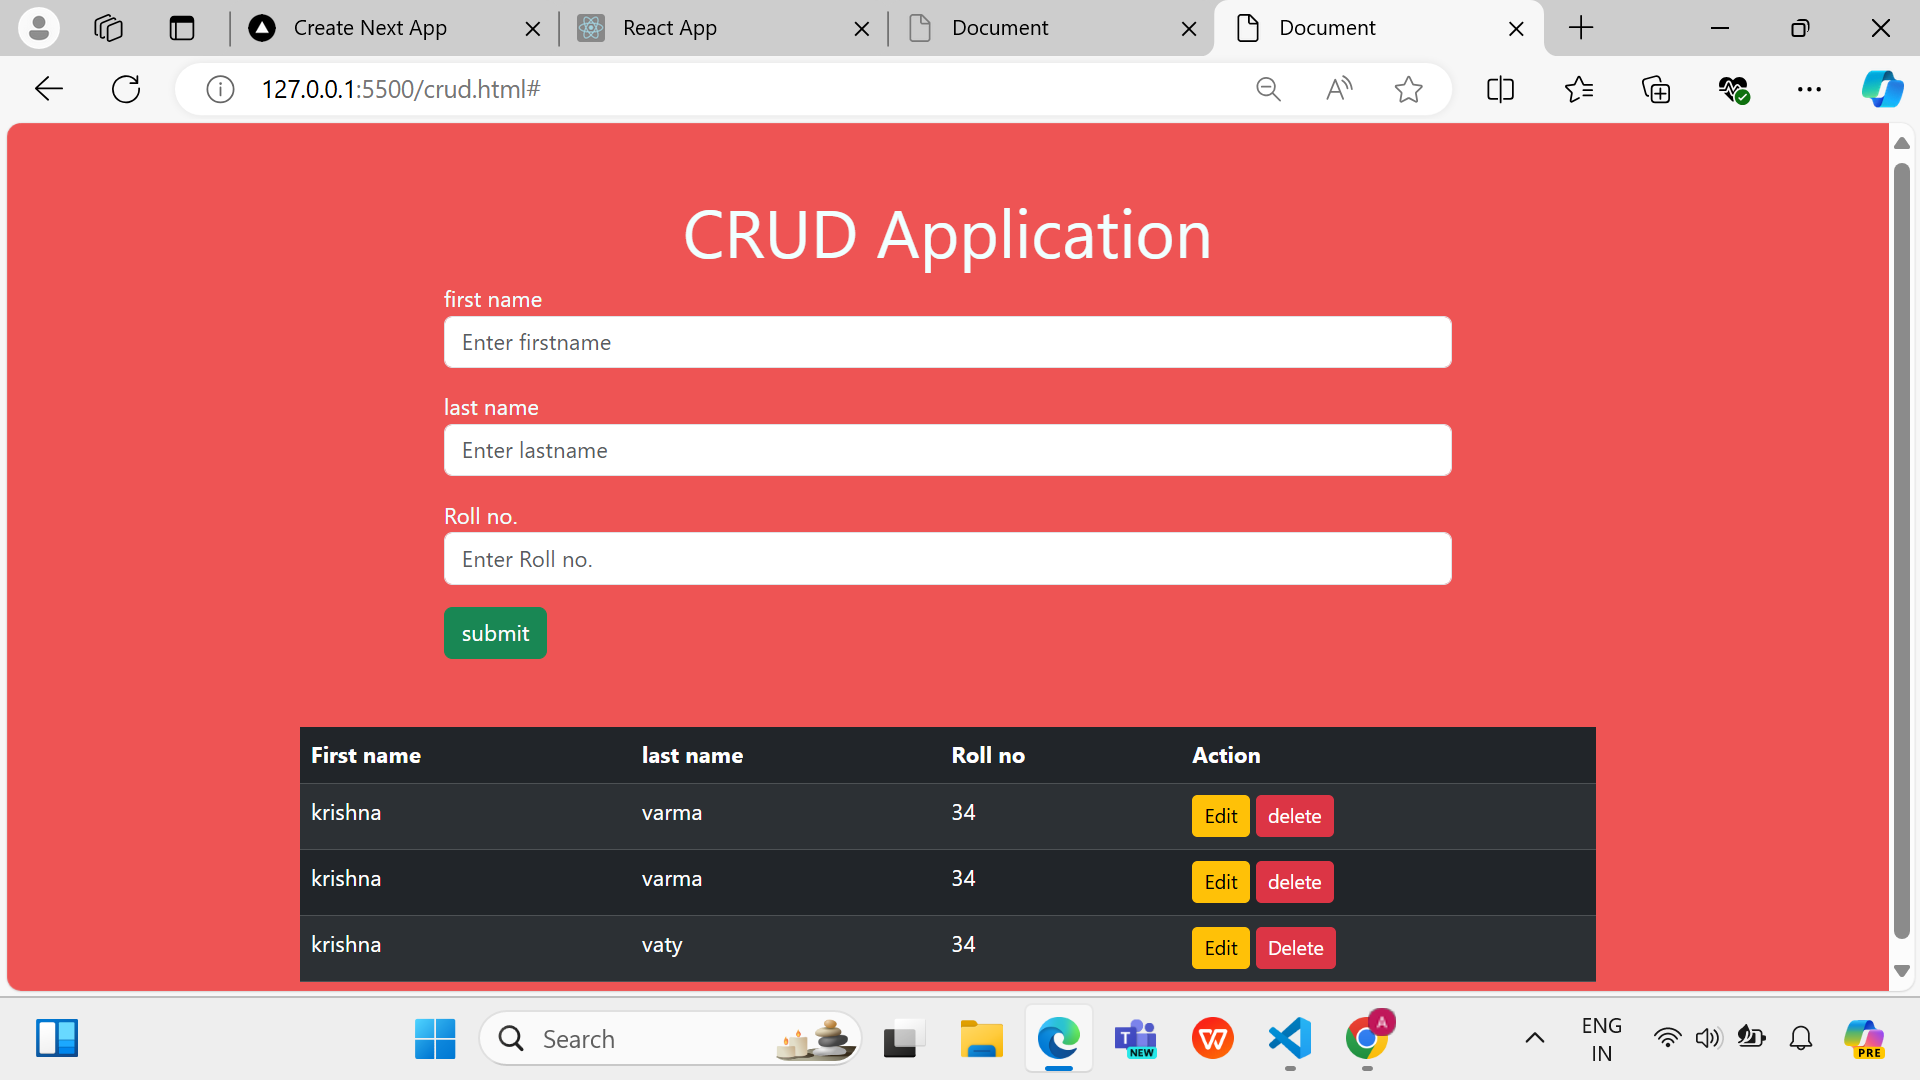 Create Next App
React App
Document
Document
127.0.0.1:5500/crud.html#
CRUD Application
first name
Enter firstname
last name
Enter lastname
Roll no.
Enter Roll no.
submit
First name last name Roll no Action
krishna varma 34 Edit delete
krishna varma 34 Edit delete
krishna vaty 34 Edit Delete
Search
T
NEW
W
A
ENG
IN
PRE